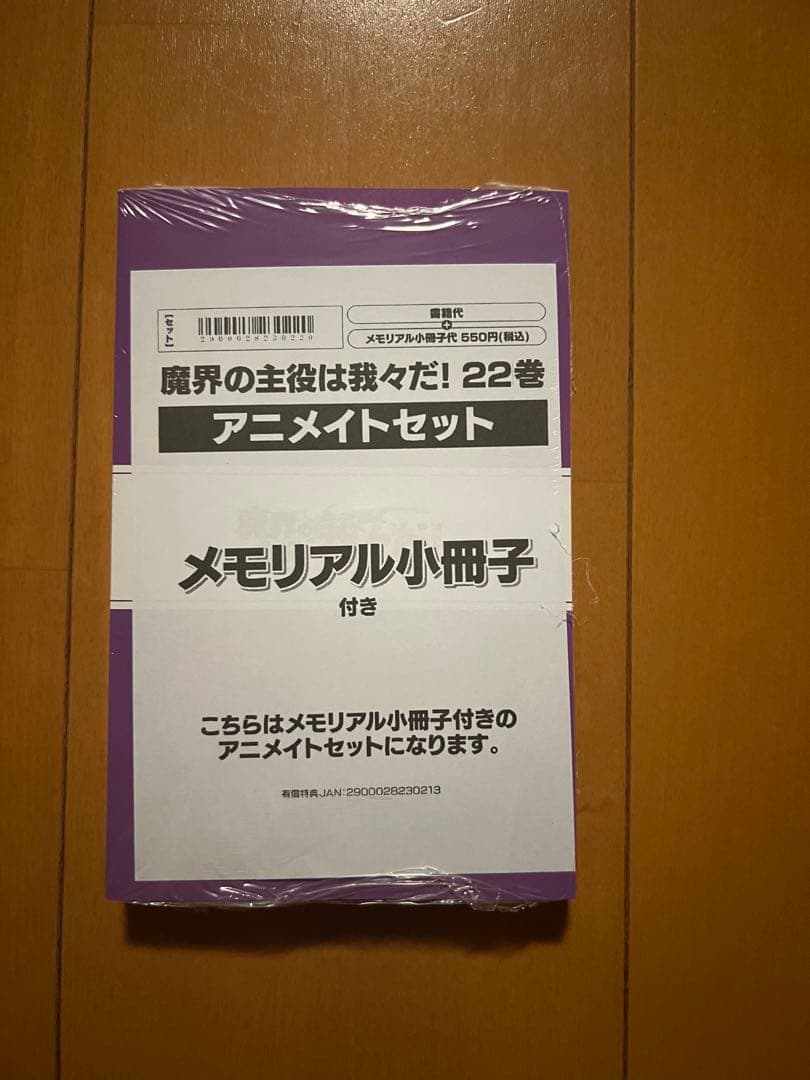 【セット】
2900028230220
書籍代
+
メモリアル小冊子代 550円(税込)
魔界の主役は我々だ! 22巻
アニメイトセット
メモリアル小冊子
付き
こちらはメモリアル小冊子付きの
アニメイトセットになります。
有償特典JAN:2900028230213